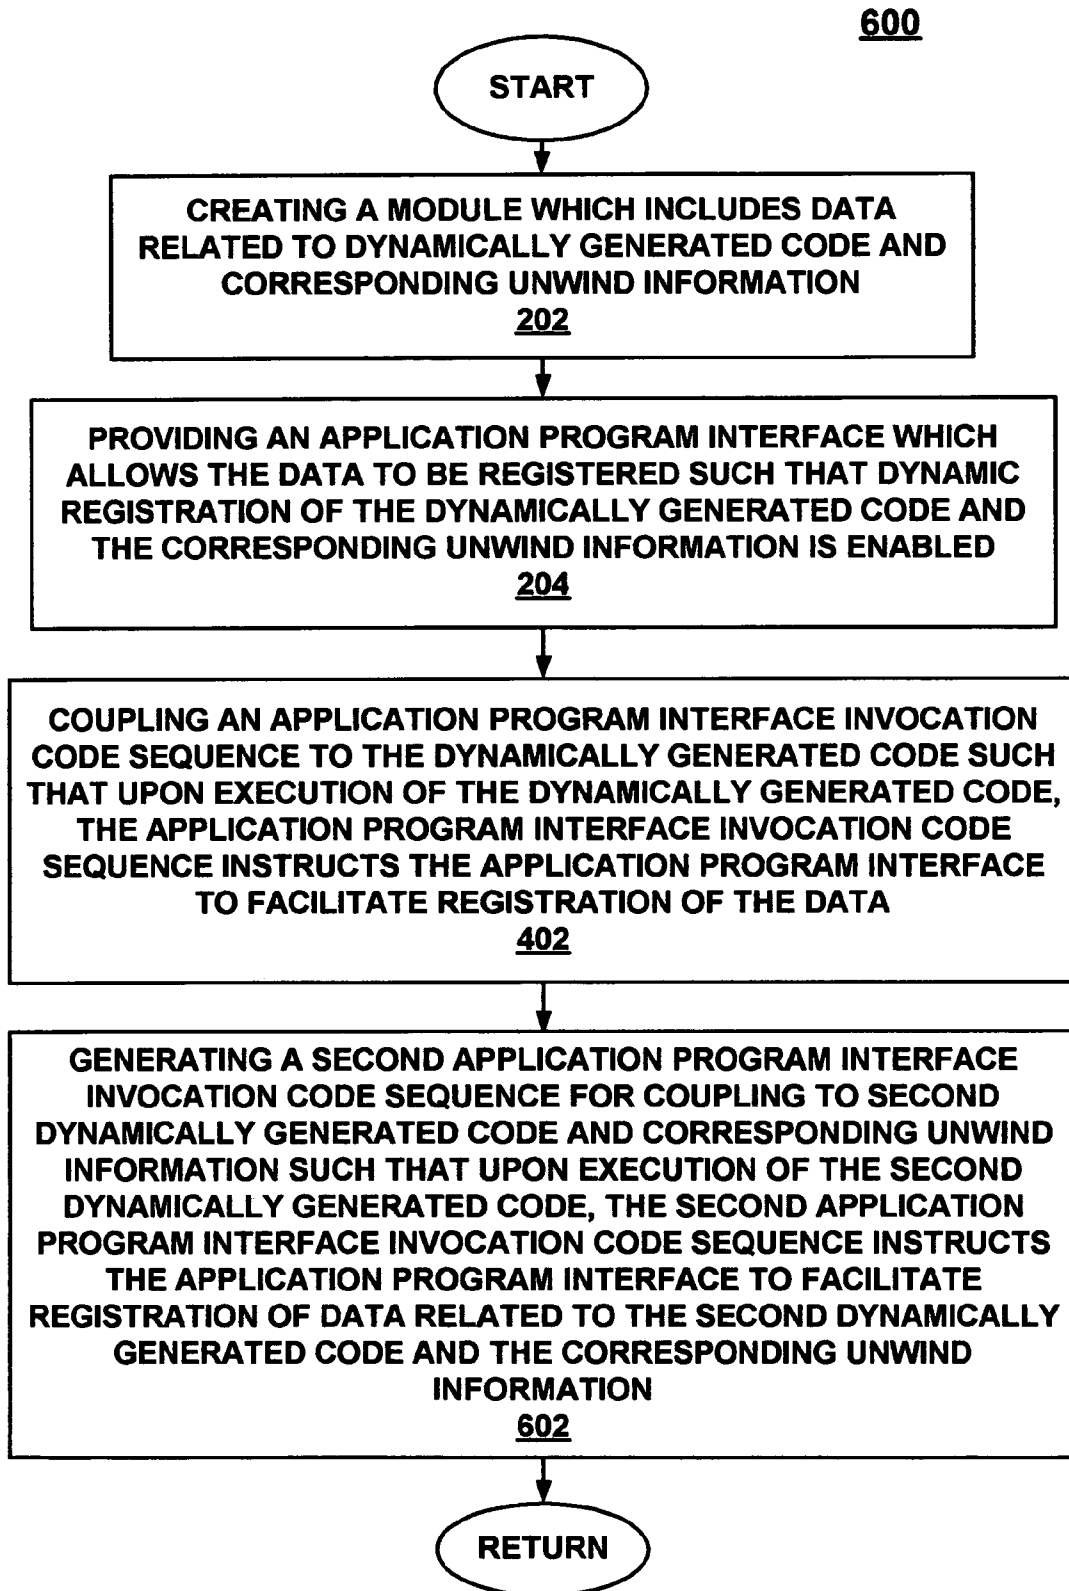 600
START
CREATING A MODULE WHICH INCLUDES DATA
RELATED TO DYNAMICALLY GENERATED CODE AND
CORRESPONDING UNWIND INFORMATION
202
PROVIDING AN APPLICATION PROGRAM INTERFACE WHICH
ALLOWS THE DATA TO BE REGISTERED SUCH THAT DYNAMIC
REGISTRATION OF THE DYNAMICALLY GENERATED CODE AND
THE CORRESPONDING UNWIND INFORMATION IS ENABLED
204
COUPLING AN APPLICATION PROGRAM INTERFACE INVOCATION
CODE SEQUENCE TO THE DYNAMICALLY GENERATED CODE SUCH
THAT UPON EXECUTION OF THE DYNAMICALLY GENERATED CODE,
THE APPLICATION PROGRAM INTERFACE INVOCATION CODE
SEQUENCE INSTRUCTS THE APPLICATION PROGRAM INTERFACE
TO FACILITATE REGISTRATION OF THE DATA
402
GENERATING A SECOND APPLICATION PROGRAM INTERFACE
INVOCATION CODE SEQUENCE FOR COUPLING TO SECOND
DYNAMICALLY GENERATED CODE AND CORRESPONDING UNWIND
INFORMATION SUCH THAT UPON EXECUTION OF THE SECOND
DYNAMICALLY GENERATED CODE, THE SECOND APPLICATION
PROGRAM INTERFACE INVOCATION CODE SEQUENCE INSTRUCTS
THE APPLICATION PROGRAM INTERFACE TO FACILITATE
REGISTRATION OF DATA RELATED TO THE SECOND DYNAMICALLY
GENERATED CODE AND THE CORRESPONDING UNWIND
INFORMATION
602
RETURN